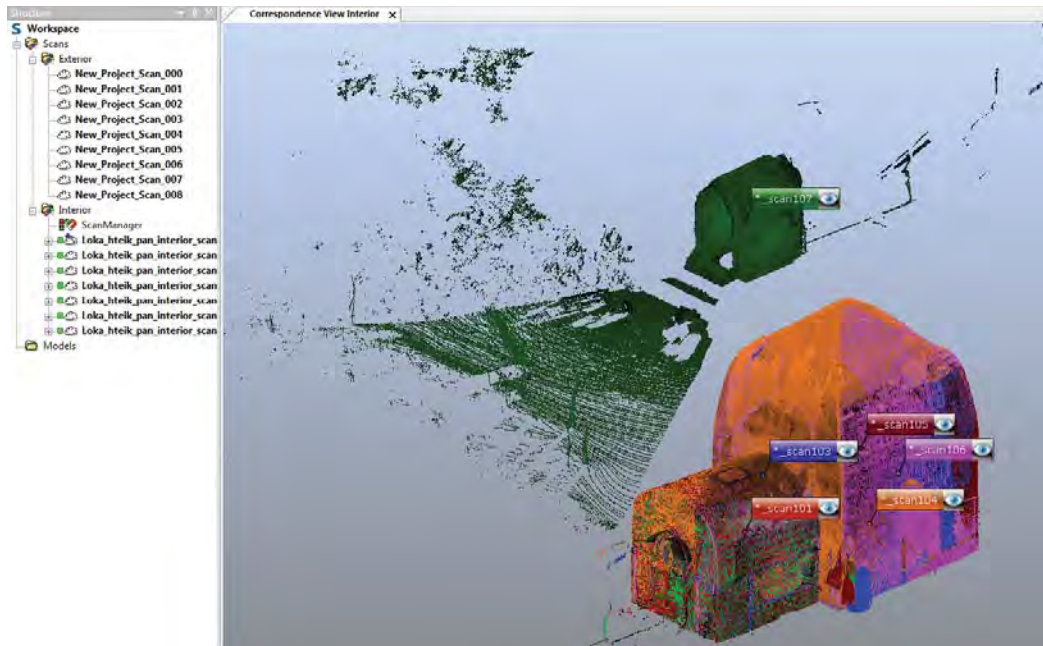 Structure
Correspondence View Interior
Workspace
Scans
Exterior
New_Project_Scan_000
New_Project_Scan_001
New_Project_Scan_002
New_Project_Scan_003
New_Project_Scan_004
New_Project_Scan_005
New_Project_Scan_006
New_Project_Scan_007
New_Project_Scan_008
Interior
ScanManager
Loka_hteik_pan_interior_scan
Loka_hteik_pan_interior_scan
Loka_hteik_pan_interior_scan
Loka_hteik_pan_interior_scan
Loka_hteik_pan_interior_scan
Loka_hteik_pan_interior_scan
Loka_hteik_pan_interior_scan
Models
*_scan107
*_scan105
*_scan103
*_scan106
*_scan104
*_scan101